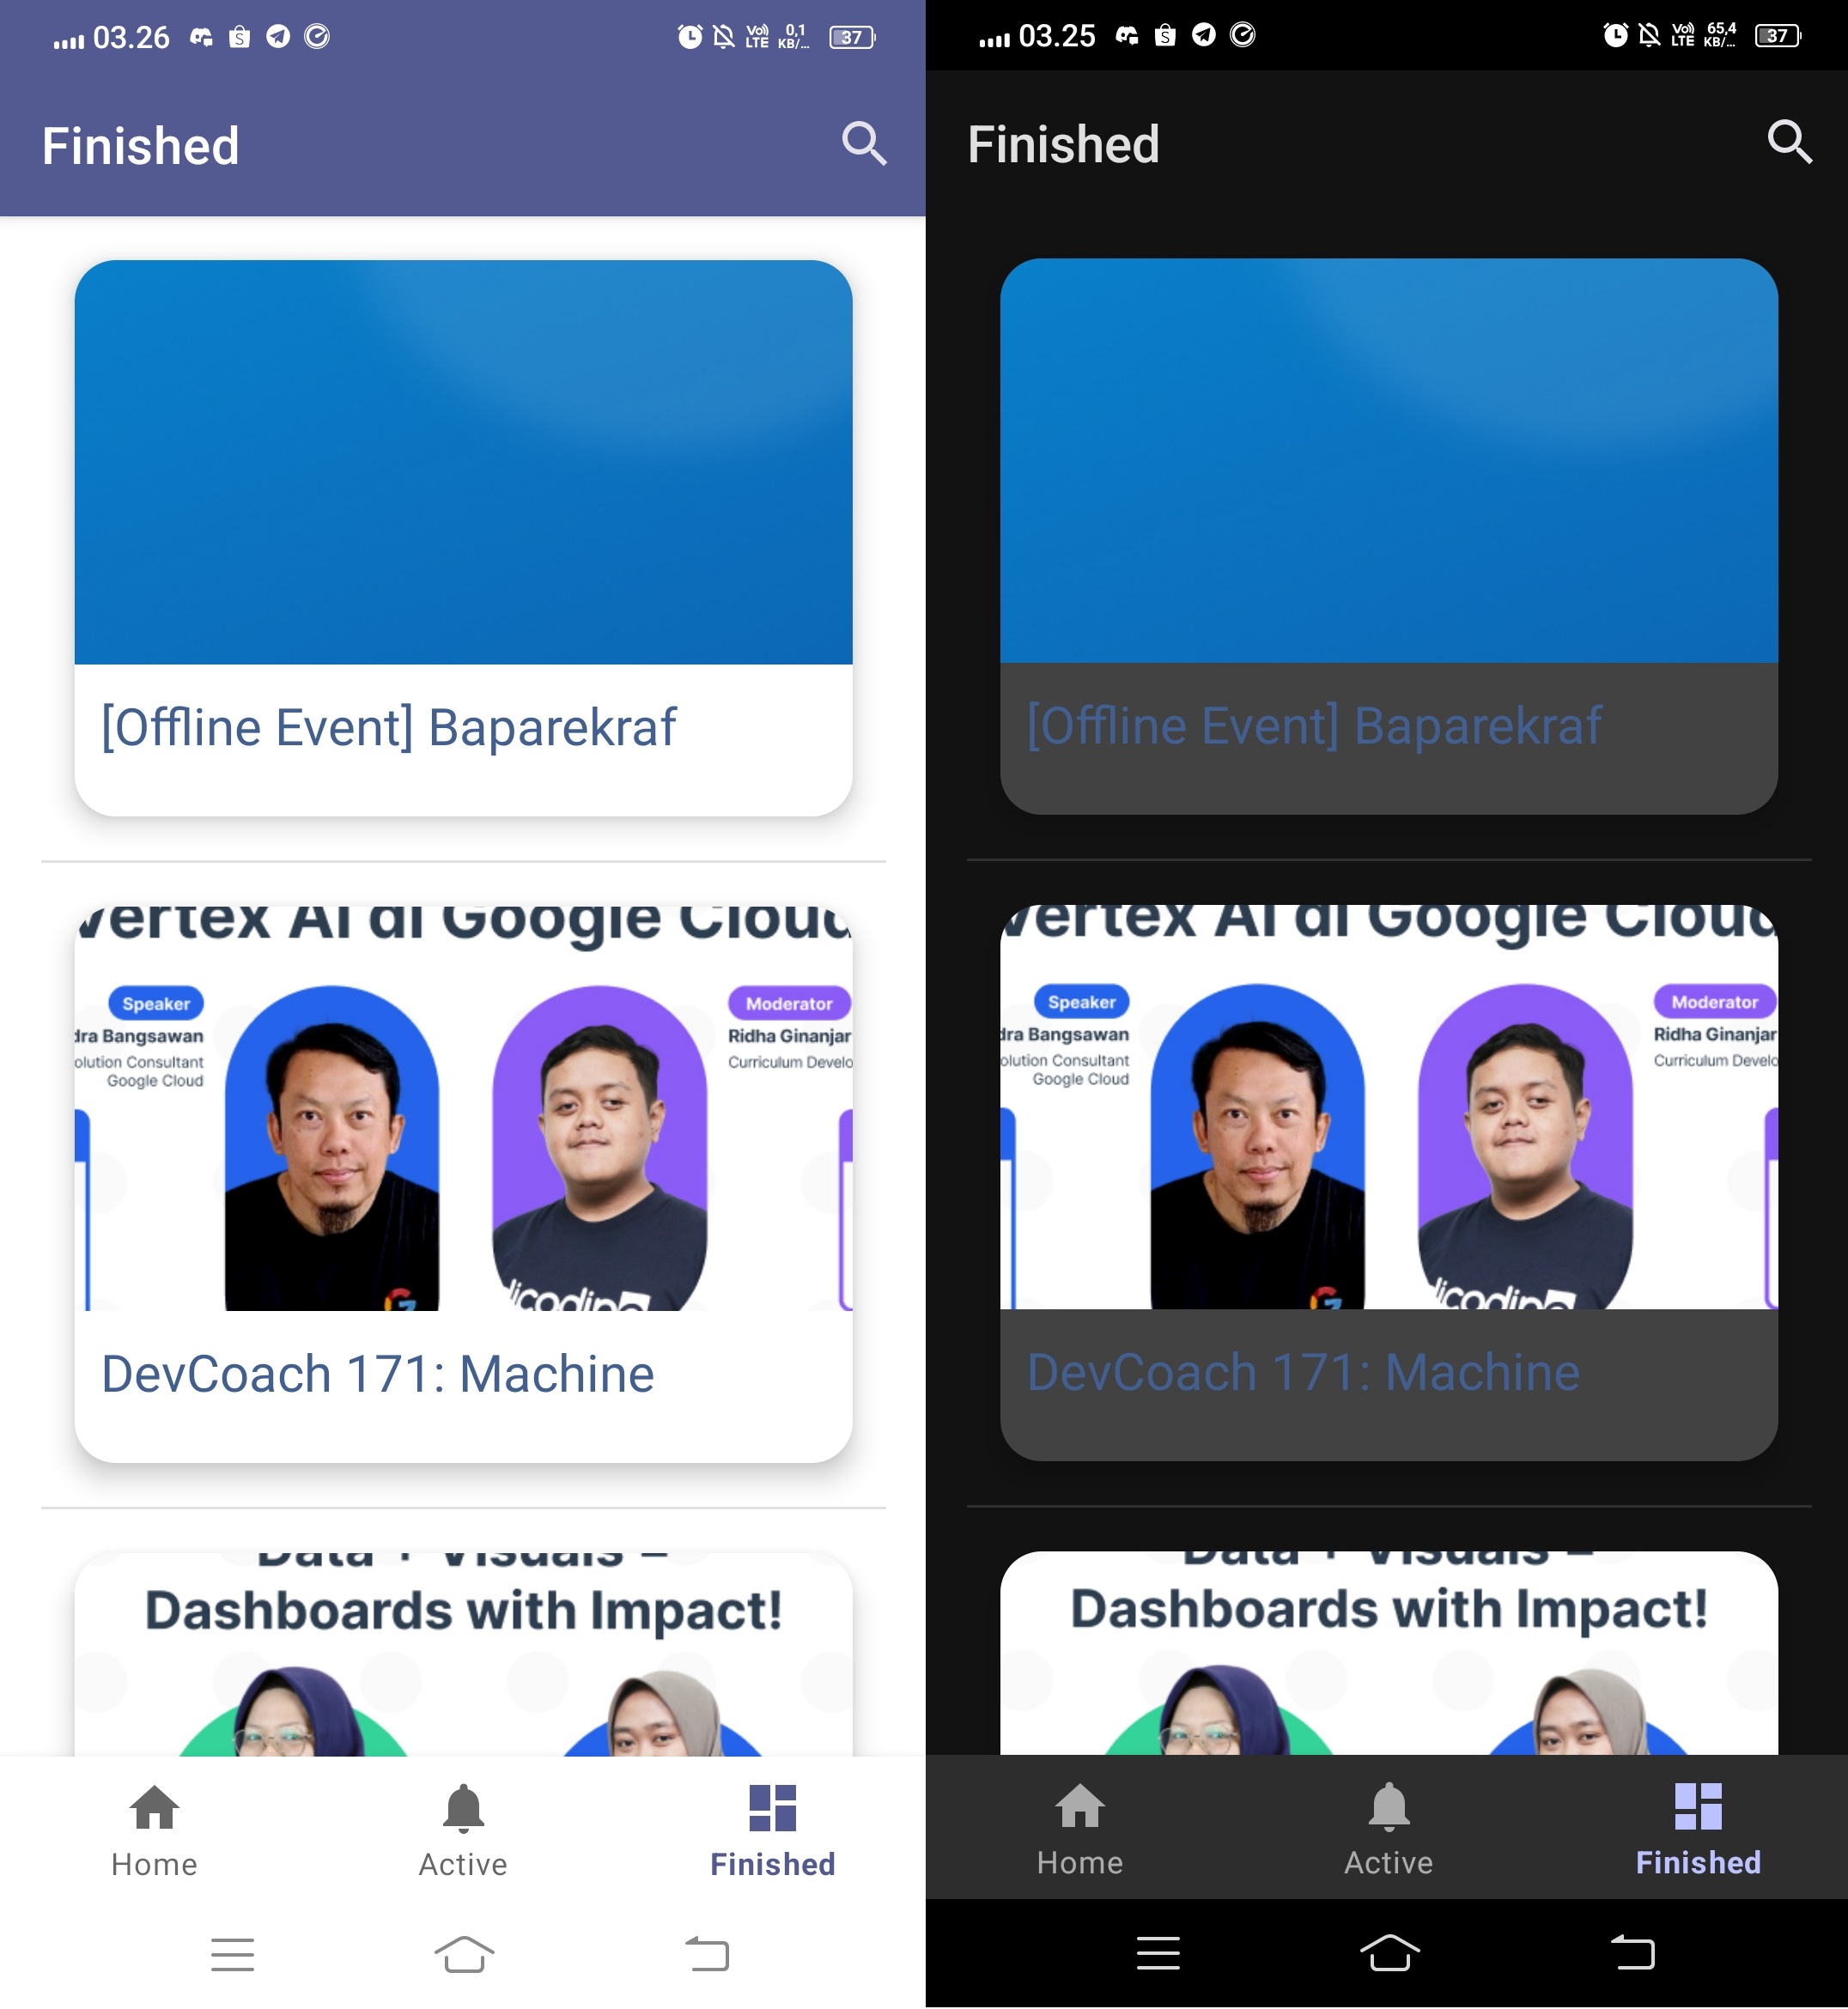 03.26
Vo)
LTE
0,1
KB/...
37
Finished
[Offline Event] Baparekraf
Vertex AI di Google Cloud
Speaker
dra Bangsawan
olution Consultant
Google Cloud
Moderator
Ridha Ginanjar
Curriculum Develo
DevCoach 171: Machine
Data + Visuals =
Dashboards with Impact!
Home
Active
Finished
03.25
Vo)
LTE
65,4
KB/...
37
Finished
[Offline Event] Baparekraf
Vertex AI di Google Cloud
Speaker
dra Bangsawan
olution Consultant
Google Cloud
Moderator
Ridha Ginanjar
Curriculum Develo
DevCoach 171: Machine
Data + Visuals =
Dashboards with Impact!
Home
Active
Finished